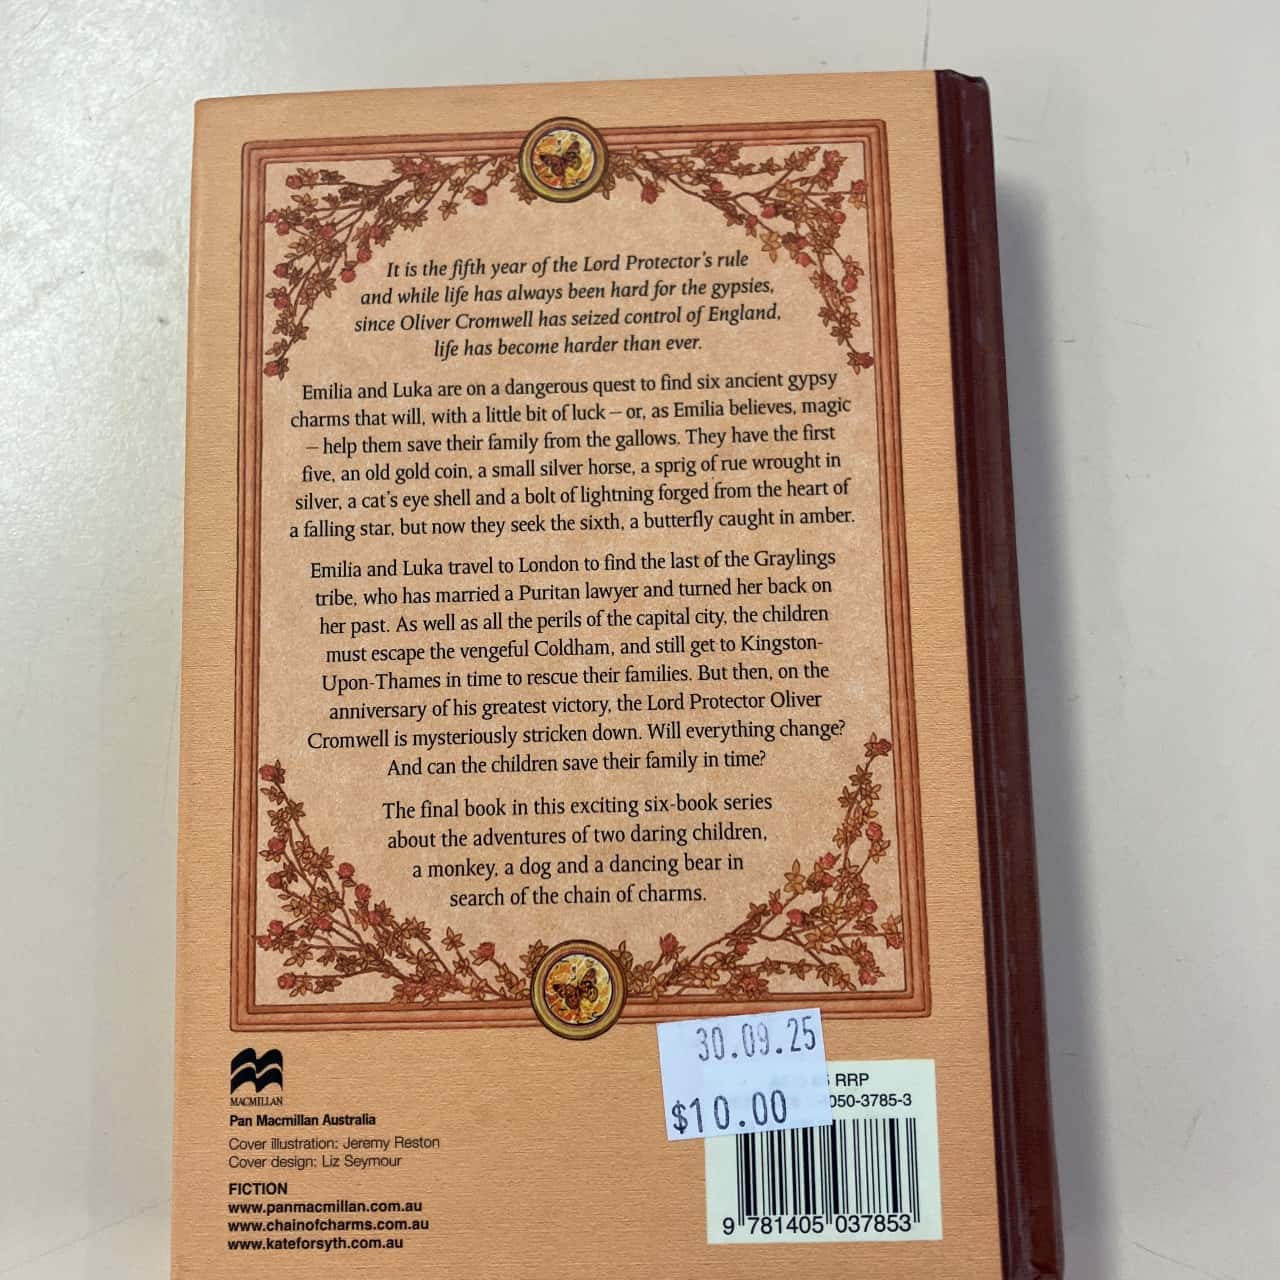 It is the fifth year of the Lord Protector's rule
and while life has always been hard for the gypsies,
since Oliver Cromwell has seized control of England,
life has become harder than ever.
Emilia and Luka are on a dangerous quest to find six ancient gypsy
charms that will, with a little bit of luck – or, as Emilia believes, magic
– help them save their family from the gallows. They have the first
five, an old gold coin, a small silver horse, a sprig of rue wrought in
silver, a cat's eye shell and a bolt of lightning forged from the heart of
a falling star, but now they seek the sixth, a butterfly caught in amber.
Emilia and Luka travel to London to find the last of the Graylings
tribe, who has married a Puritan lawyer and turned her back on
her past. As well as all the perils of the capital city, the children
must escape the vengeful Coldham, and still get to Kingston-
Upon-Thames in time to rescue their families. But then, on the
anniversary of his greatest victory, the Lord Protector Oliver
Cromwell is mysteriously stricken down. Will everything change?
And can the children save their family in time?
The final book in this exciting six-book series
about the adventures of two daring children,
a monkey, a dog and a dancing bear in
search of the chain of charms.
MACMILLAN
Pan Macmillan Australia
Cover illustration: Jeremy Reston
Cover design: Liz Seymour
FICTION
www.panmacmillan.com.au
www.chainofcharms.com.au
www.kateforsyth.com.au
30.09.25
$10.00
RRP
050-3785-3
9 781405 037853